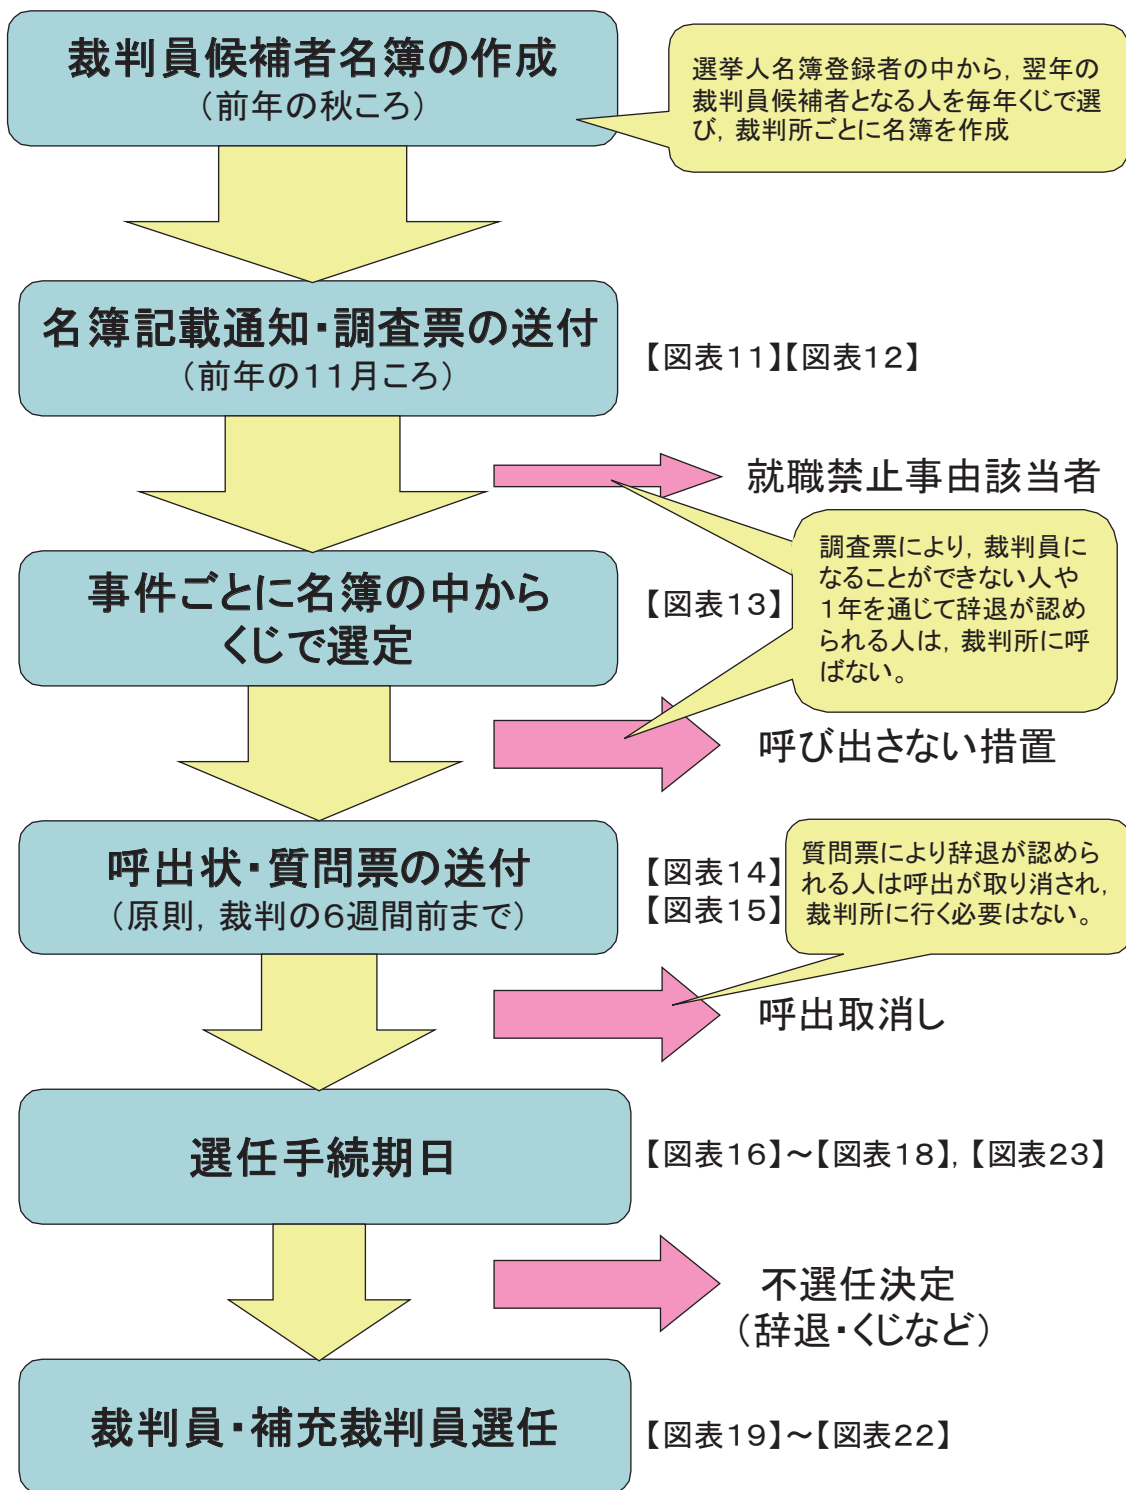 裁判員候補者名簿の作成
（前年の秋ころ）
選挙人名簿登録者の中から，翌年の
裁判員候補者となる人を毎年くじで選
び，裁判所ごとに名簿を作成
名簿記載通知・調査票の送付
（前年の１１月ころ）
【図表１１】【図表１２】
就職禁止事由該当者
調査票により，裁判員に
なることができない人や
１年を通じて辞退が認め
られる人は，裁判所に呼
ばない。
事件ごとに名簿の中から
くじで選定
【図表１３】
呼び出さない措置
呼出状・質問票の送付
（原則，裁判の６週間前まで）
【図表１４】
【図表１５】
質問票により辞退が認めら
れる人は呼出が取り消され，
裁判所に行く必要はない。
呼出取消し
選任手続期日
【図表１６】～【図表１８】，【図表２３】
不選任決定
（辞退・くじなど）
裁判員・補充裁判員選任
【図表１９】～【図表２２】